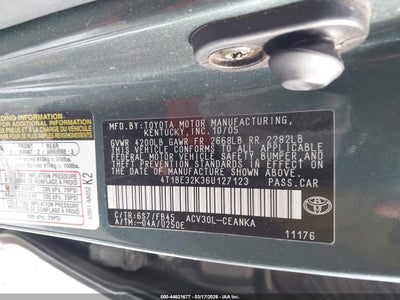 MFD. BY:
TOYOTA MOTOR MANUFACTURING,
KENTUCKY, INC. 10/05
GVWR 4200LB GAWR FR 2668LB RR 2282LB
THIS VEHICLE CONFORMS TO ALL APPLICABLE
FEDERAL MOTOR VEHICLE SAFETY, BUMPER, AND
THEFT PREVENTION STANDARDS IN EFFECT ON
THE DATE OF MANUFACTURE SHOWN ABOVE.
4T1BE32K36U127123 PASS. CAR
C/TR: 6S7/FB45 ACV30L-CEANKA
A/TM: -04A/U250E
TOYOTA
11176
K2
ID: 44621677 - 03/17/2026 - IAA Inc.